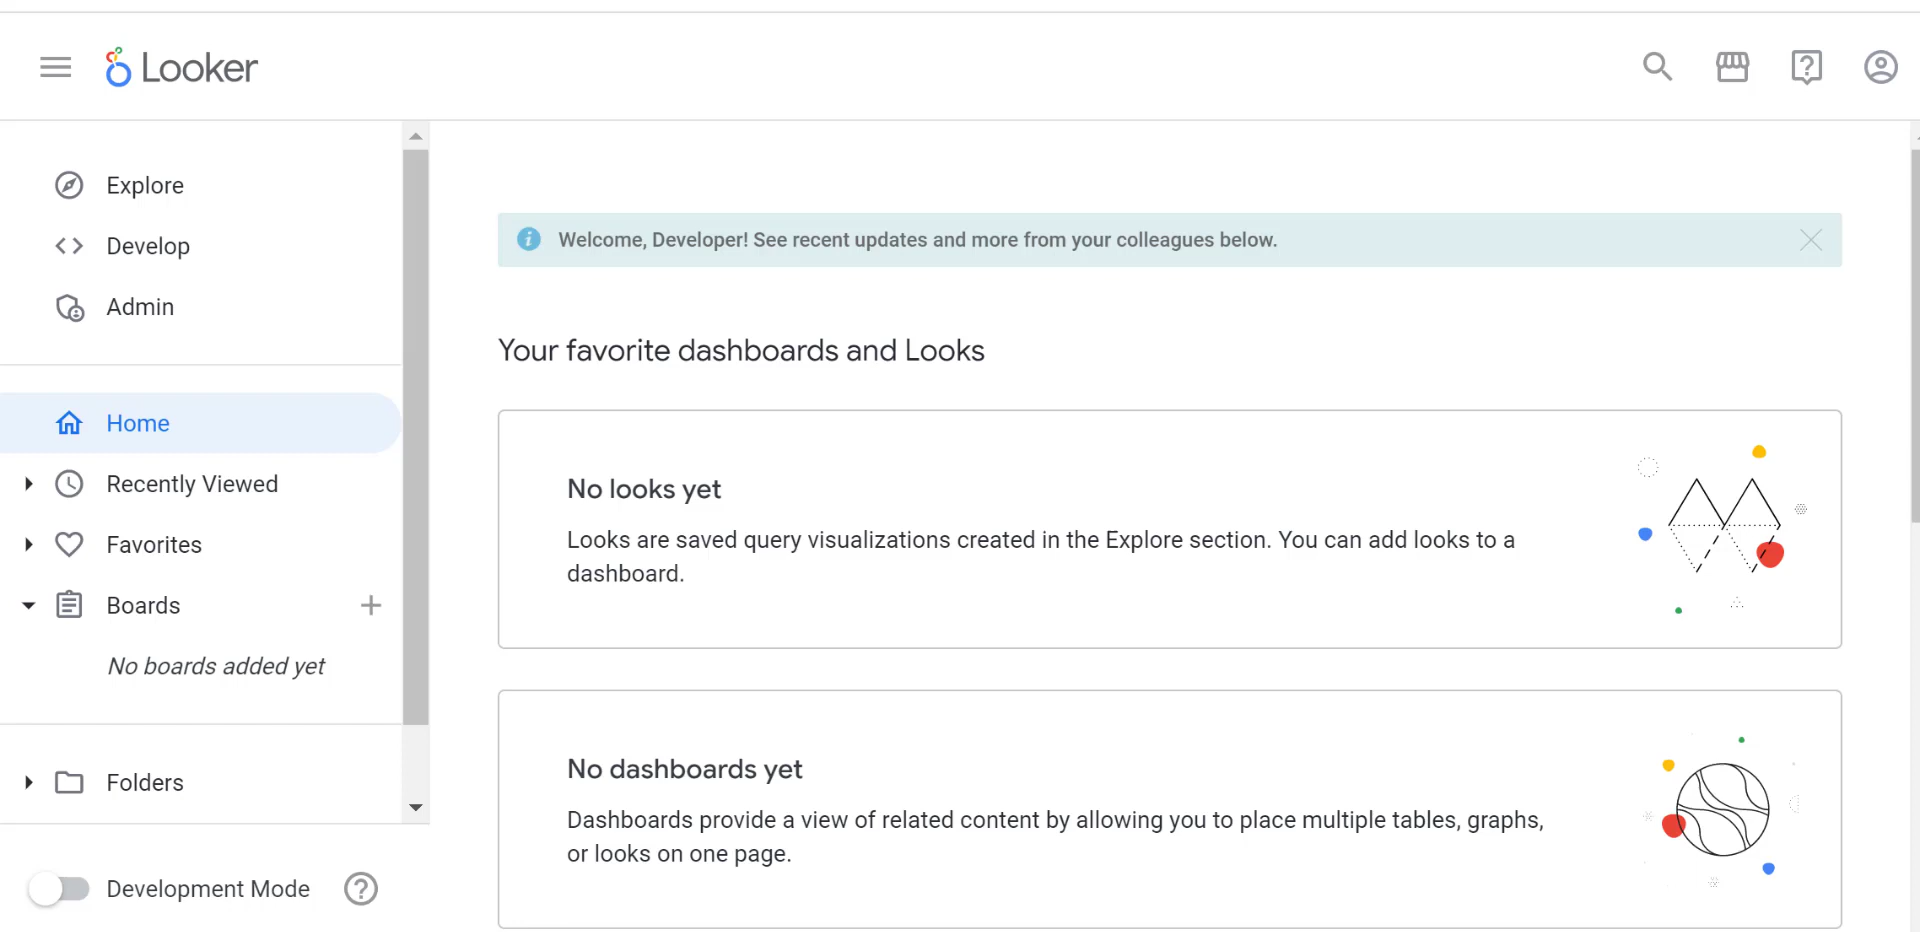 Looker
Explore
Develop
Admin
Home
Recently Viewed
Favorites
Boards
No boards added yet
Folders
Development Mode
Welcome, Developer! See recent updates and more from your colleagues below.
Your favorite dashboards and Looks
No looks yet
Looks are saved query visualizations created in the Explore section. You can add looks to a
dashboard.
No dashboards yet
Dashboards provide a view of related content by allowing you to place multiple tables, graphs,
or looks on one page.